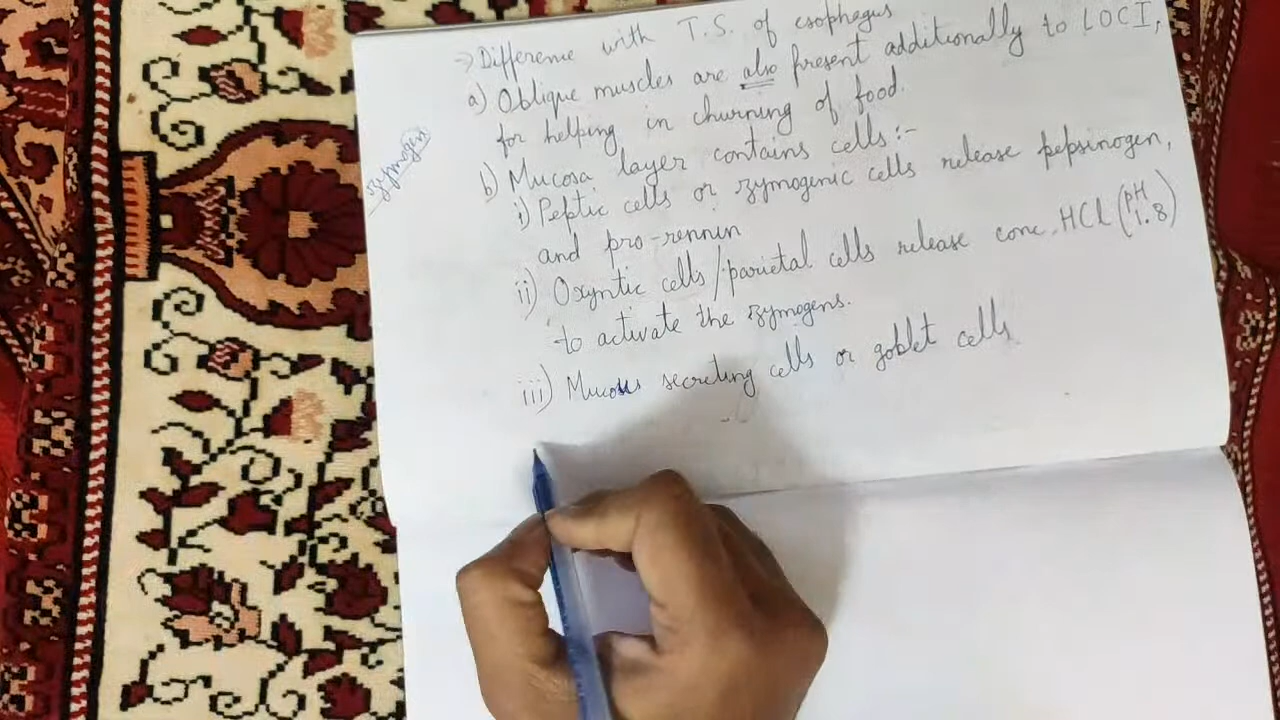 → Difference with T.S. of esophagus
a) Oblique muscles are also present additionally to LOCI,
for helping in churning of food.
b) Mucosa layer contains cells :-
i) Peptic cells or zymogenic cells release pepsinogen,
and pro-rennin
ii) Oxyntic cells/parietal cells release conc. HCl (pH 1.8)
to activate the zymogens.
iii) Mucous secreting cells or goblet cells
zymogen